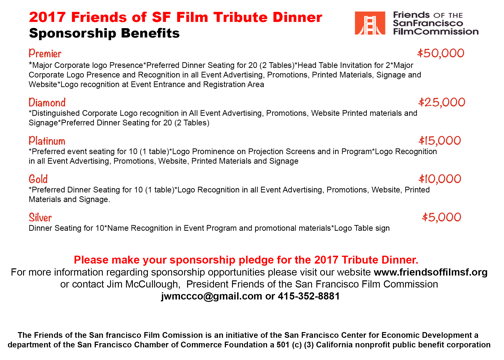 2017 Friends of SF Film Tribute Dinner
Sponsorship Benefits
Friends OF THE
SanFrancisco
FilmCommission
Premier $50,000
*Major Corporate logo Presence*Preferred Dinner Seating for 20 (2 Tables)*Head Table Invitation for 2*Major
Corporate Logo Presence and Recognition in all Event Advertising, Promotions, Printed Materials, Signage and
Website*Logo recognition at Event Entrance and Registration Area
Diamond $25,000
*Distinguished Corporate Logo recognition in All Event Advertising, Promotions, Website Printed materials and
Signage*Preferred Dinner Seating for 20 (2 Tables)
Platinum $15,000
*Preferred event seating for 10 (1 table)*Logo Prominence on Projection Screens and in Program*Logo Recognition
in all Event Advertising, Promotions, Website, Printed Materials and Signage
Gold $10,000
*Preferred Dinner Seating for 10 (1 table)*Logo Recognition in all Event Advertising, Promotions, Website, Printed
Materials and Signage.
Silver $5,000
Dinner Seating for 10*Name Recognition in Event Program and promotional materials*Logo Table sign
Please make your sponsorship pledge for the 2017 Tribute Dinner.
For more information regarding sponsorship opportunities please visit our website www.friendsoffilmsf.org
or contact Jim McCullough, President Friends of the San Francisco Film Commission
jwmccco@gmail.com or 415-352-8881
The Friends of the San francisco Film Comission is an initiative of the San Francisco Center for Economic Development a
department of the San Francisco Chamber of Commerce Foundation a 501 (c) (3) California nonprofit public benefit corporation